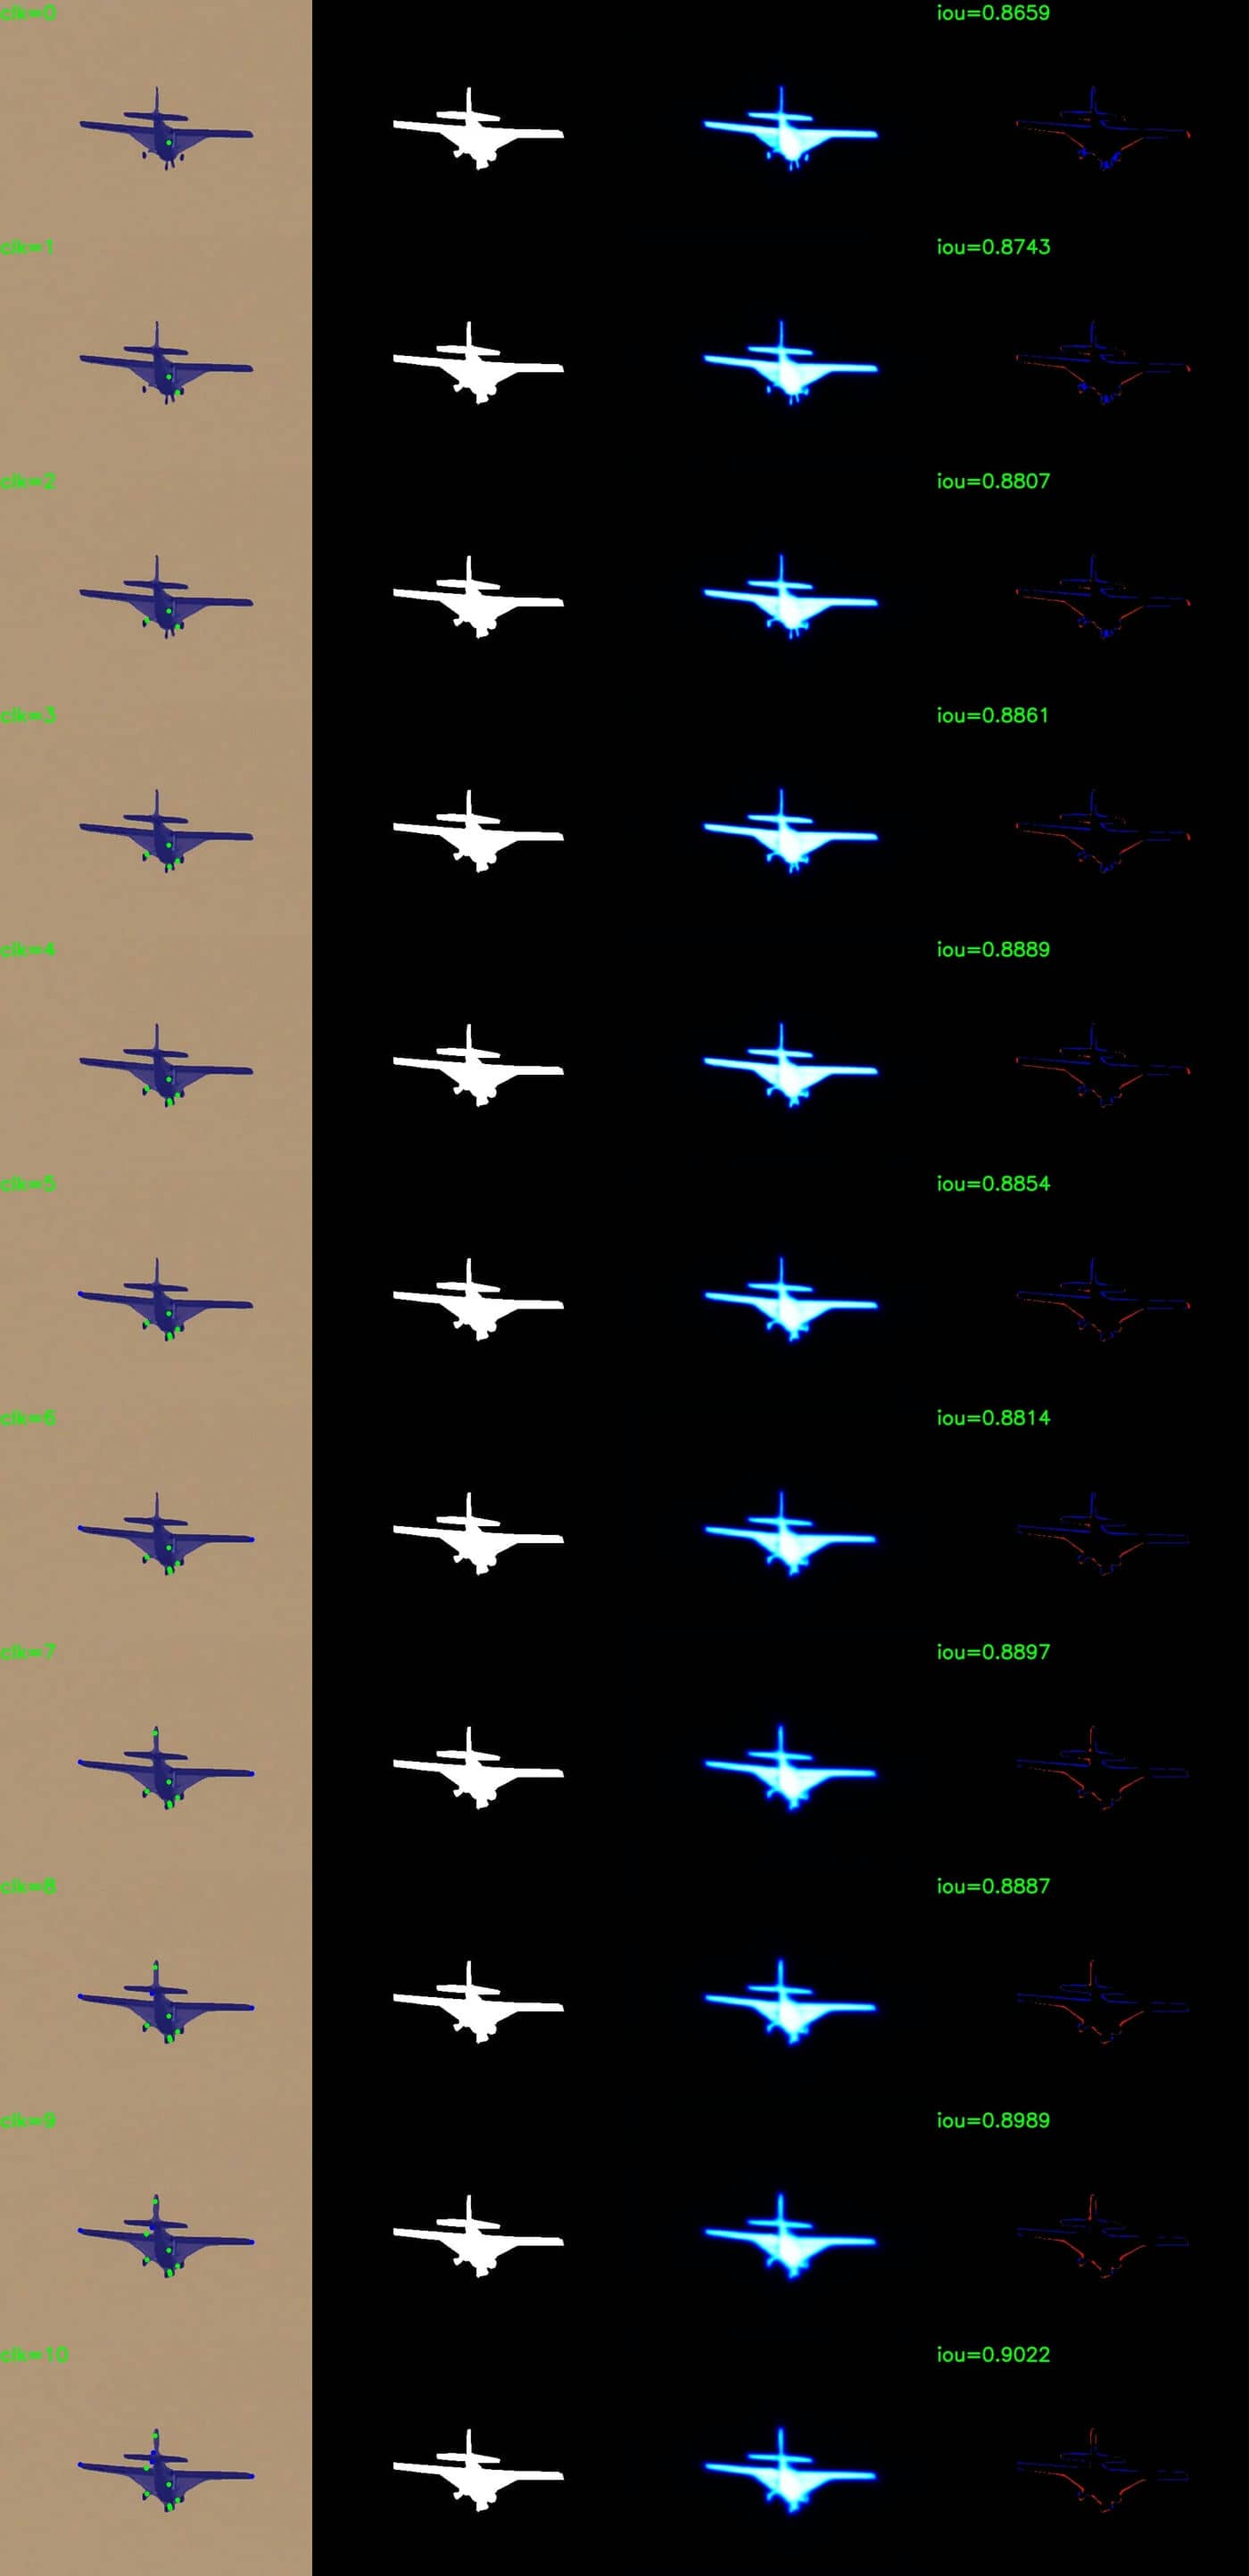 clk=0 iou=0.8659
clk=1 iou=0.8743
clk=2 iou=0.8807
clk=3 iou=0.8861
clk=4 iou=0.8889
clk=5 iou=0.8854
clk=6 iou=0.8814
clk=7 iou=0.8897
clk=8 iou=0.8887
clk=9 iou=0.8989
clk=10 iou=0.9022